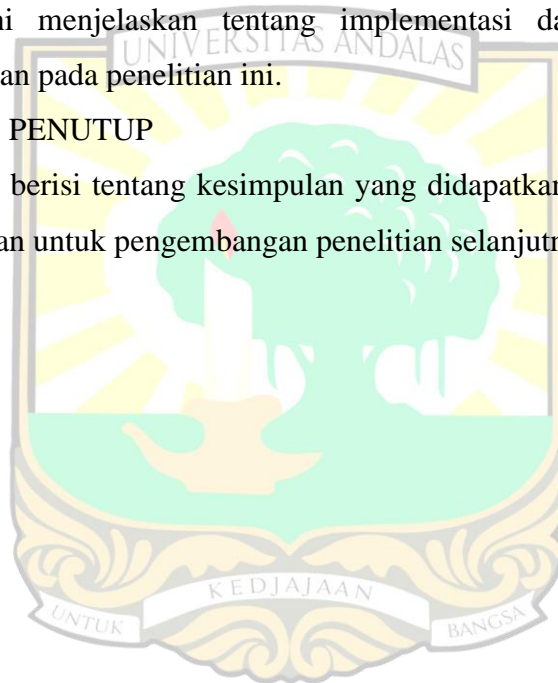 ni menjelaskan tentang implementasi da
UNIVERSITAS ANDALAS
an pada penelitian ini.
PENUTUP
berisi tentang kesimpulan yang didapatkan
an untuk pengembangan penelitian selanjutn
KEDJAJAAN
UNTUK
BANGSA